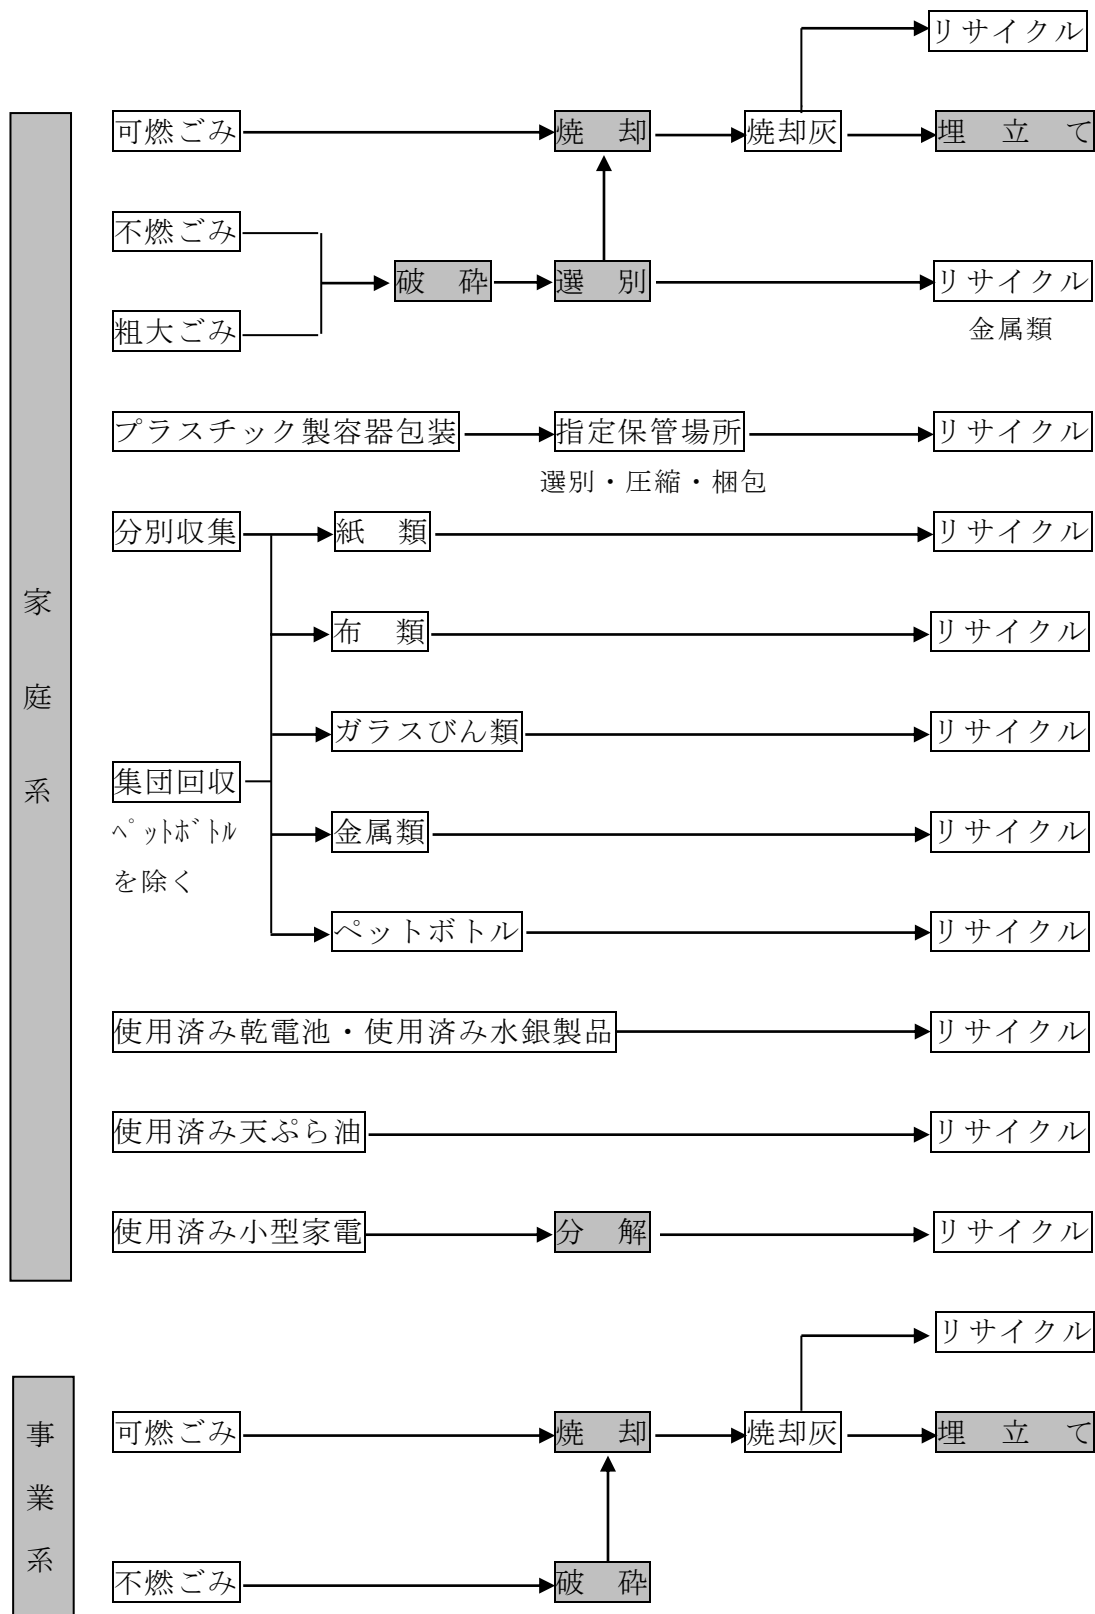 リサイクル
可燃ごみ 焼　却 焼却灰 埋　立　て
不燃ごみ
破　砕 選　別 リサイクル
粗大ごみ 金属類
プラスチック製容器包装 指定保管場所 リサイクル
選別・圧縮・梱包
分別収集 紙　類 リサイクル
家庭系
布　類 リサイクル
ガラスびん類 リサイクル
集団回収
ﾍﾟｯﾄﾎﾞﾄﾙ
を除く
金属類 リサイクル
ペットボトル リサイクル
使用済み乾電池・使用済み水銀製品 リサイクル
使用済み天ぷら油 リサイクル
使用済み小型家電 分　解 リサイクル
リサイクル
事業系
可燃ごみ 焼　却 焼却灰 埋　立　て
不燃ごみ 破　砕